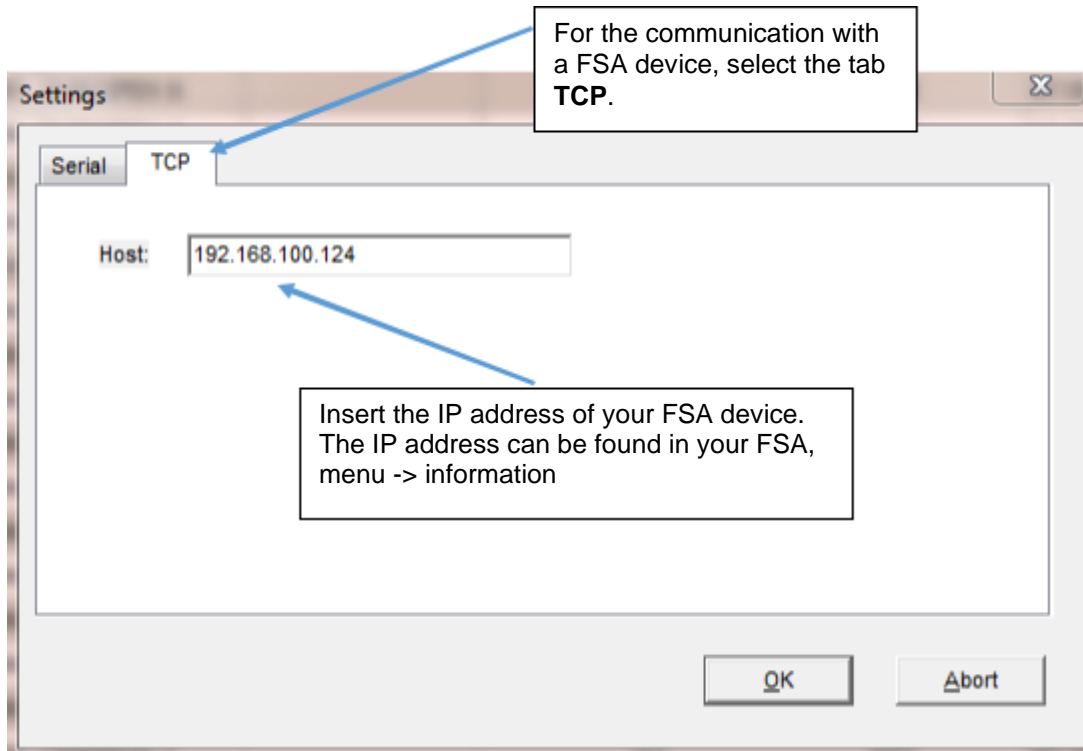 For the communication with
a FSA device, select the tab
TCP.
Settings
Serial TCP
Host: 192.168.100.124
Insert the IP address of your FSA device.
The IP address can be found in your FSA,
menu -> information
OK Abort